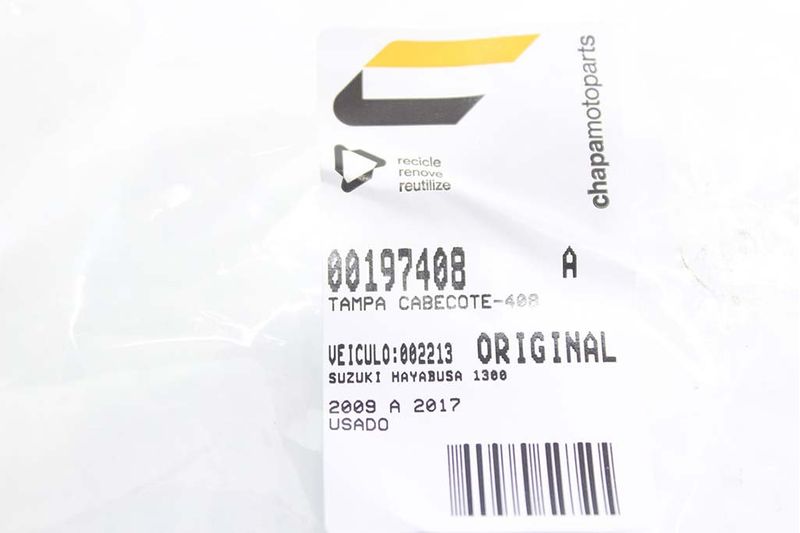 chapamotoparts
recicle
renove
reutilize
00197408 A
TAMPA CABECOTE-408
VEICULO:002213 ORIGINAL
SUZUKI HAYABUSA 1300
2009 A 2017
USADO